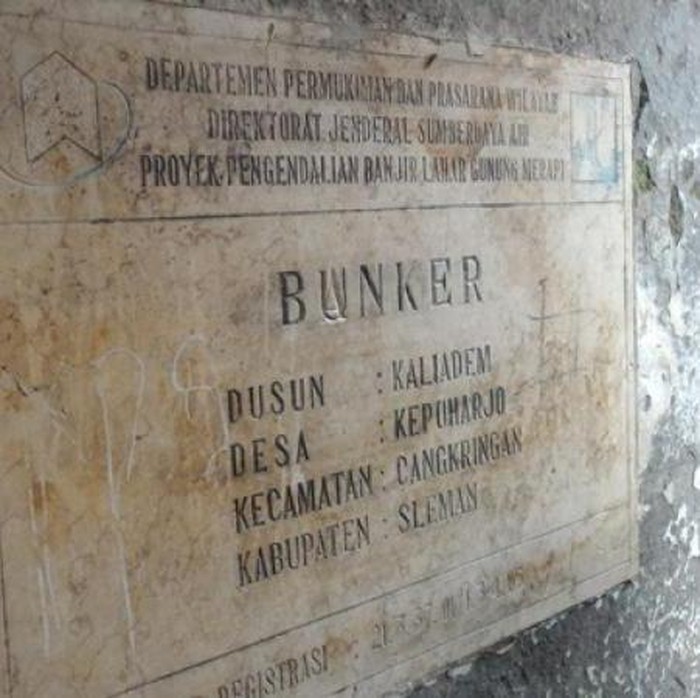 DEPARTEMEN PERMUKIMAN DAN PRASARANA WILAYAH
DIREKTORAT JENDERAL SUMBERDAYA AIR
PROYEK PENGENDALIAN BANJIR LAHAR GUNUNG MERAPI
BUNKER
DUSUN : KALIADEM
DESA : KEPUHARJO
KECAMATAN : CANGKRINGAN
KABUPATEN : SLEMAN
REGISTRASI :